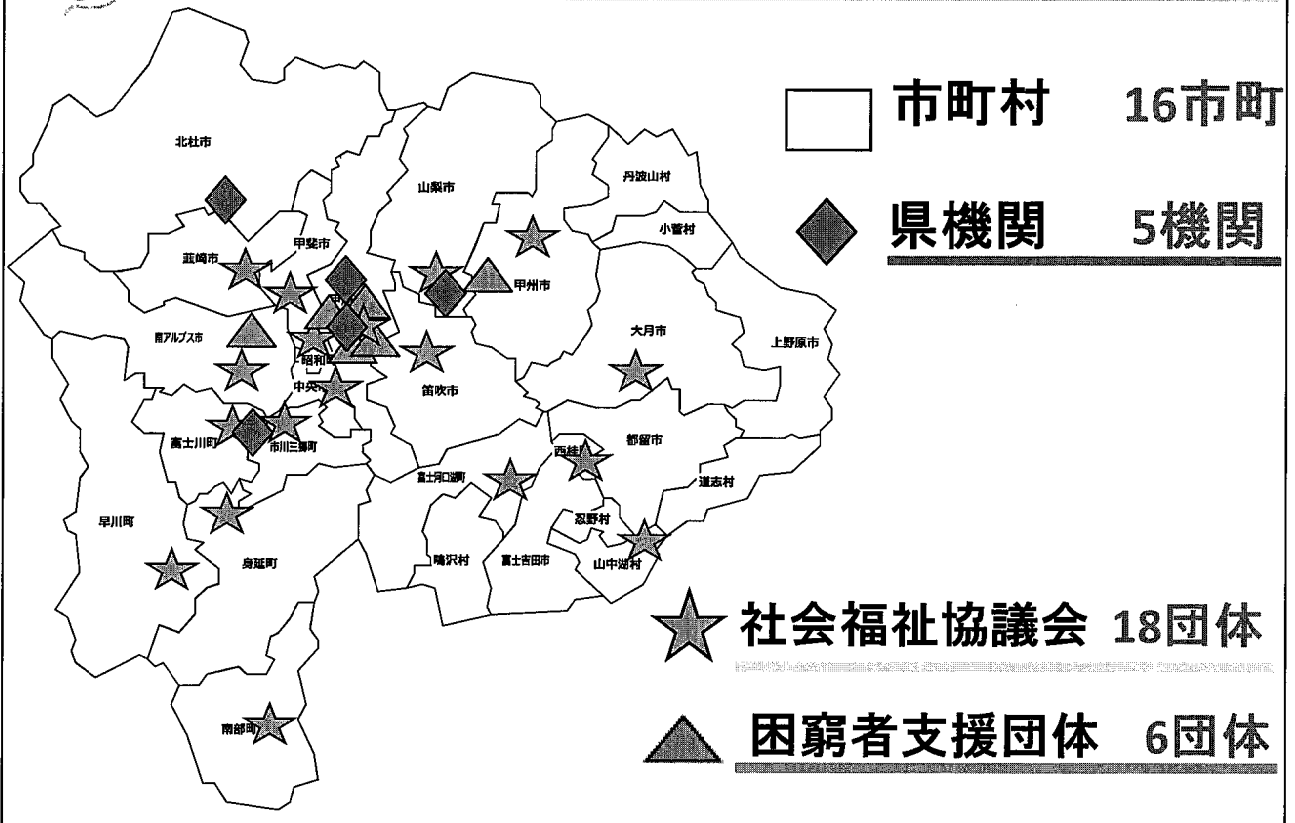 市町村 16市町
県機関 5機関
社会福祉協議会 18団体
困窮者支援団体 6団体
北杜市
山梨市
丹波山村
小菅村
甲斐市
韮崎市
甲州市
大月市
上野原市
南アルプス市
昭和
中央
笛吹市
富士川町
市川三郷町
都留市
西桂
富士河口湖町
道志村
忍野村
早川町
身延町
鳴沢村
富士吉田市
山中湖村
南部町